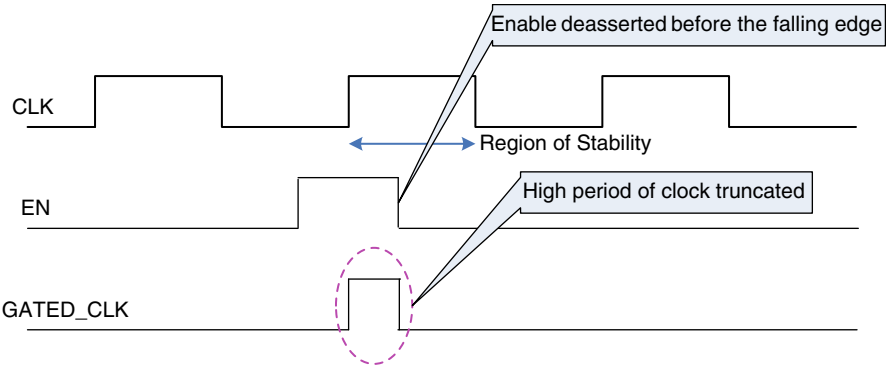 Enable deasserted before the falling edge
CLK
Region of Stability
High period of clock truncated
EN
GATED_CLK